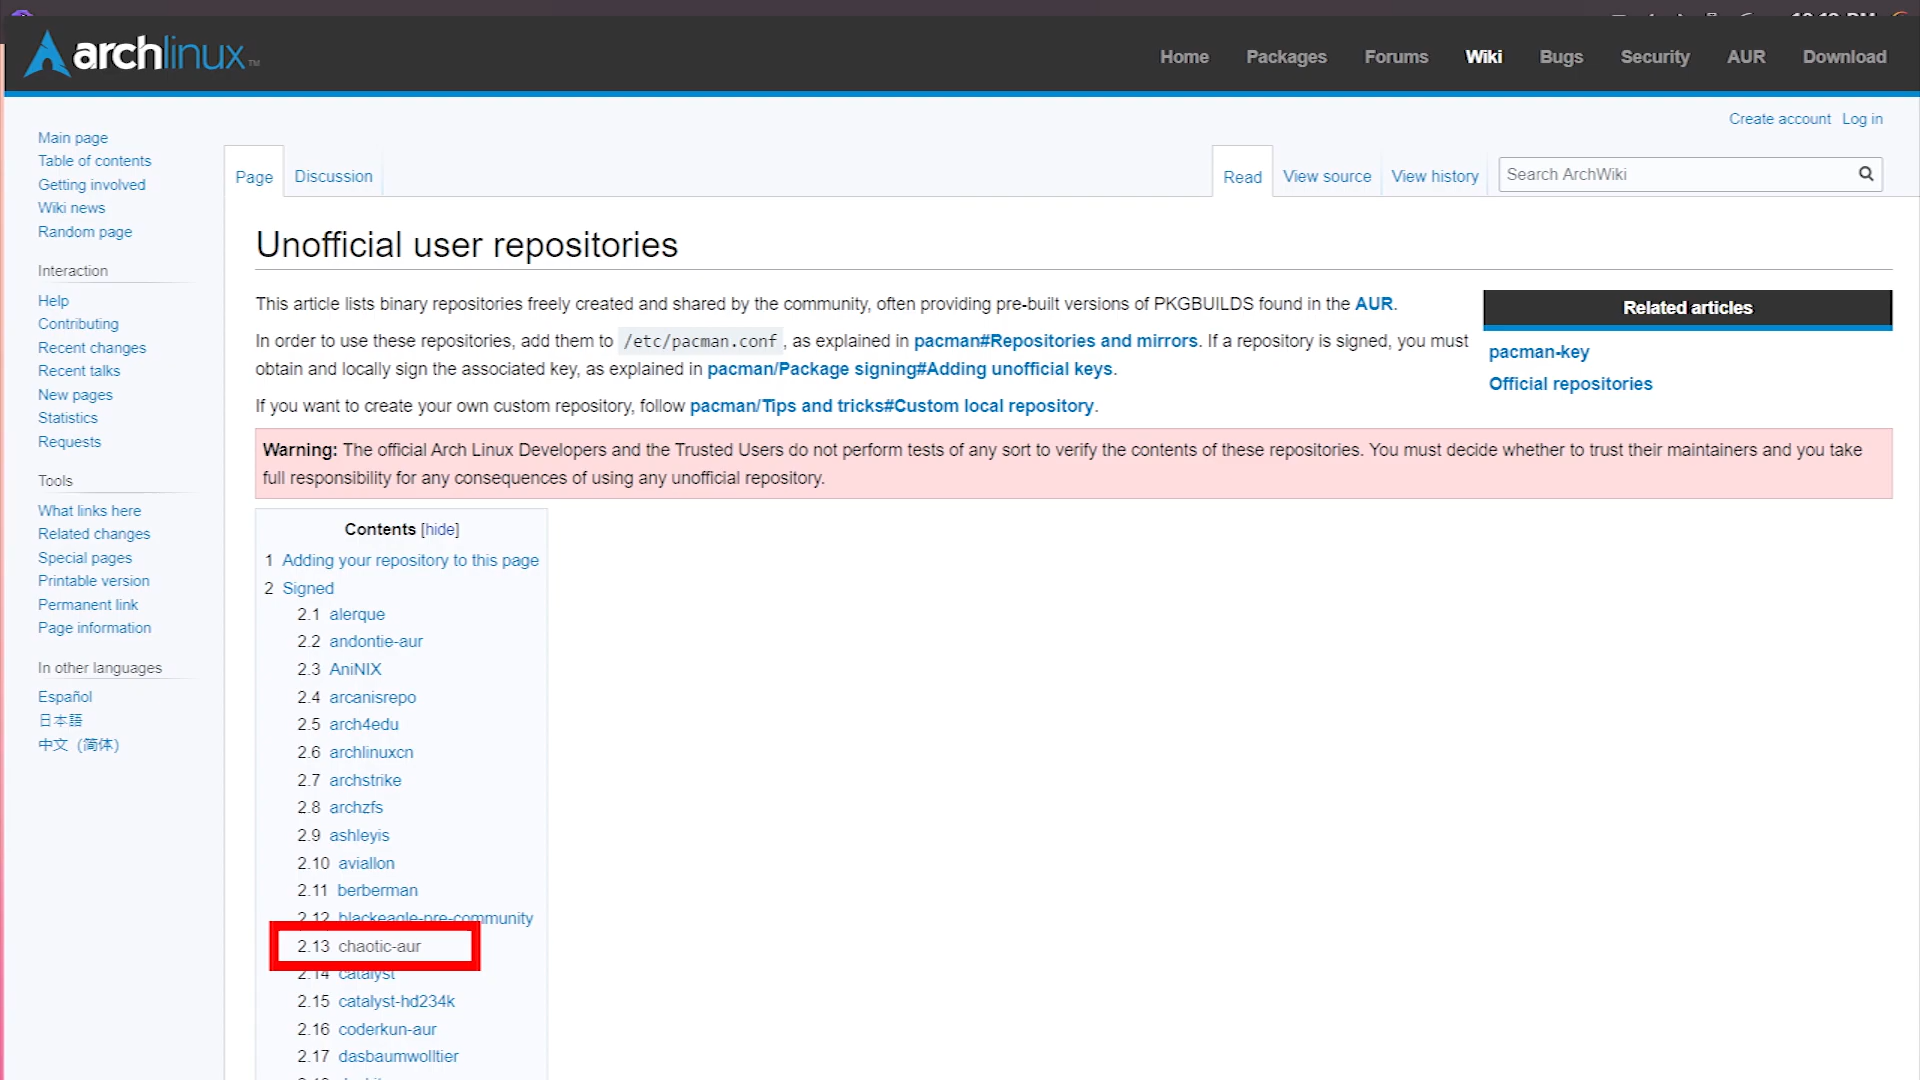 archlinux™
Home Packages Forums Wiki Bugs Security AUR Download
Create account Log in
Main page
Table of contents
Getting involved
Wiki news
Random page
Interaction
Help
Contributing
Recent changes
Recent talks
New pages
Statistics
Requests
Tools
What links here
Related changes
Special pages
Printable version
Permanent link
Page information
In other languages
Español
日本語
中文（简体）
Page Discussion
Read View source View history Search ArchWiki
Unofficial user repositories
This article lists binary repositories freely created and shared by the community, often providing pre-built versions of PKGBUILDS found in the AUR.
In order to use these repositories, add them to /etc/pacman.conf, as explained in pacman#Repositories and mirrors. If a repository is signed, you must
obtain and locally sign the associated key, as explained in pacman/Package signing#Adding unofficial keys.
If you want to create your own custom repository, follow pacman/Tips and tricks#Custom local repository.
Related articles
pacman-key
Official repositories
Warning: The official Arch Linux Developers and the Trusted Users do not perform tests of any sort to verify the contents of these repositories. You must decide whether to trust their maintainers and you take
full responsibility for any consequences of using any unofficial repository.
Contents [hide]
1 Adding your repository to this page
2 Signed
2.1 alerque
2.2 andontie-aur
2.3 AniNIX
2.4 arcanisrepo
2.5 arch4edu
2.6 archlinuxcn
2.7 archstrike
2.8 archzfs
2.9 ashleyis
2.10 aviallon
2.11 berberman
2.12 blackeagle-pre-community
2.13 chaotic-aur
2.14 catalyst
2.15 catalyst-hd234k
2.16 coderkun-aur
2.17 dasbaumwolltier